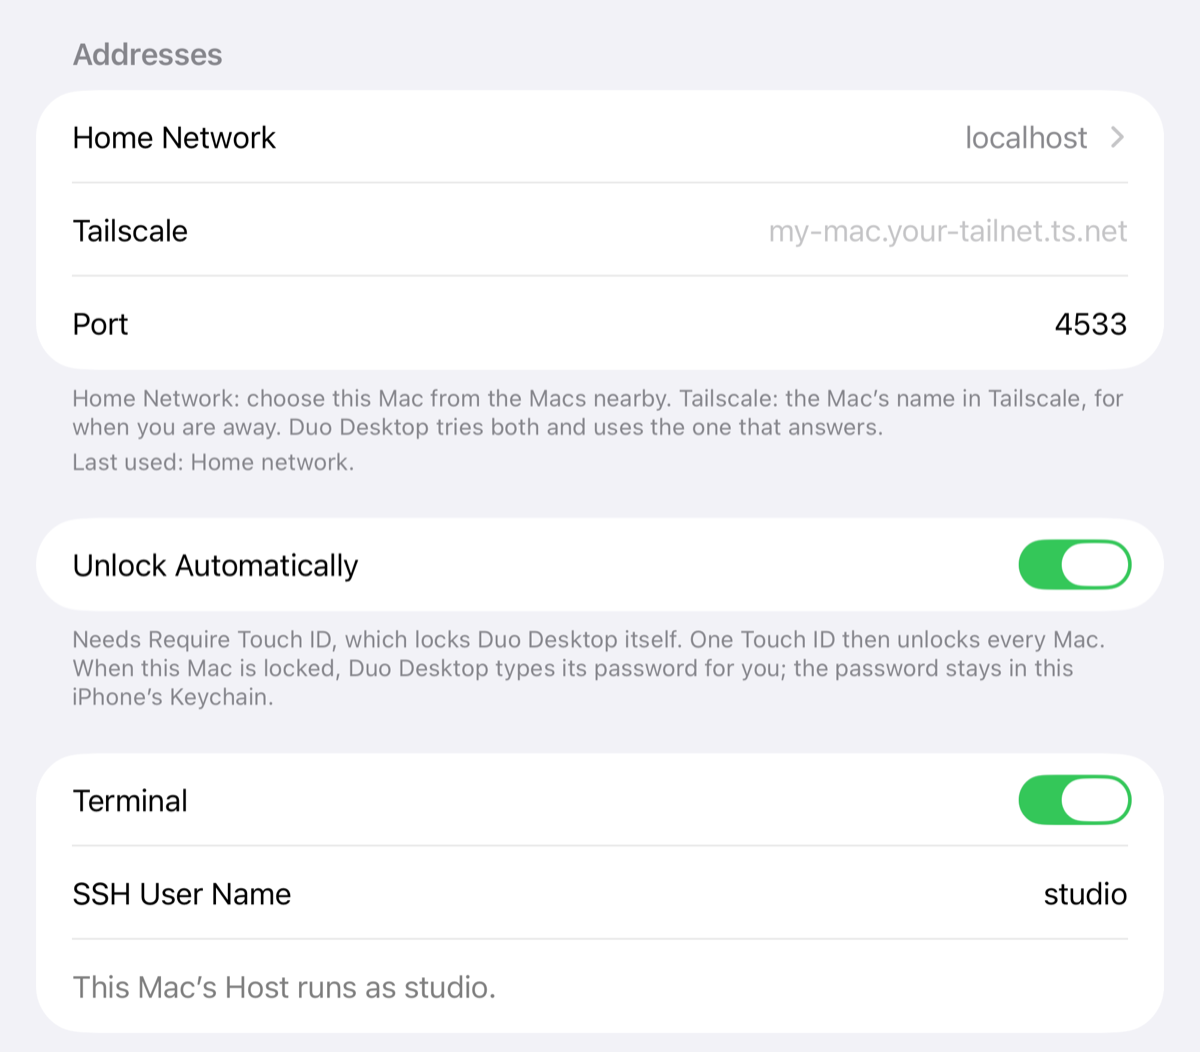 Addresses
Home Network
localhost
Tailscale
my-mac.your-tailnet.ts.net
Port
4533
Home Network: choose this Mac from the Macs nearby. Tailscale: the Mac’s name in Tailscale, for
when you are away. Duo Desktop tries both and uses the one that answers.
Last used: Home network.
Unlock Automatically
Needs Require Touch ID, which locks Duo Desktop itself. One Touch ID then unlocks every Mac.
When this Mac is locked, Duo Desktop types its password for you; the password stays in this
iPhone’s Keychain.
Terminal
SSH User Name
studio
This Mac’s Host runs as studio.